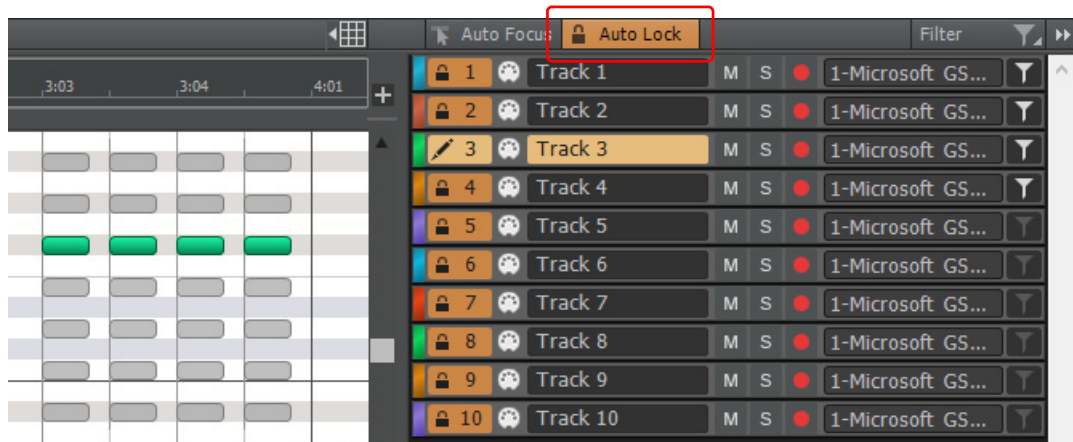 Auto Focus Auto Lock Filter
3:03 3:04 4:01
1 Track 1 M S 1-Microsoft GS...
2 Track 2 M S 1-Microsoft GS...
3 Track 3 M S 1-Microsoft GS...
4 Track 4 M S 1-Microsoft GS...
5 Track 5 M S 1-Microsoft GS...
6 Track 6 M S 1-Microsoft GS...
7 Track 7 M S 1-Microsoft GS...
8 Track 8 M S 1-Microsoft GS...
9 Track 9 M S 1-Microsoft GS...
10 Track 10 M S 1-Microsoft GS...